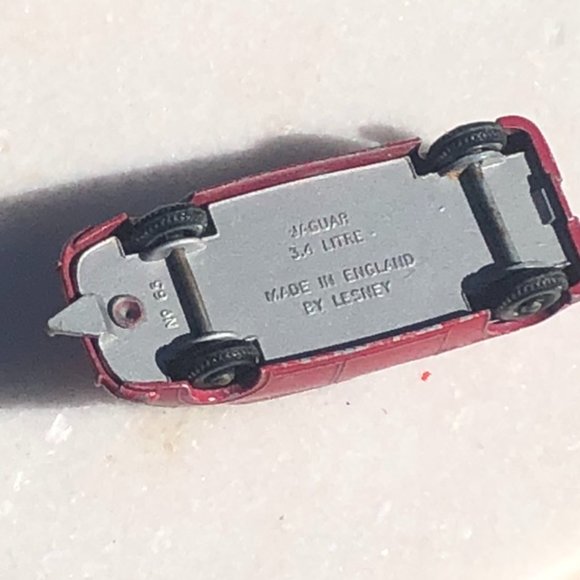 JAGUAR
3.4 LITRE
MADE IN ENGLAND
BY LESNEY
Nº 65